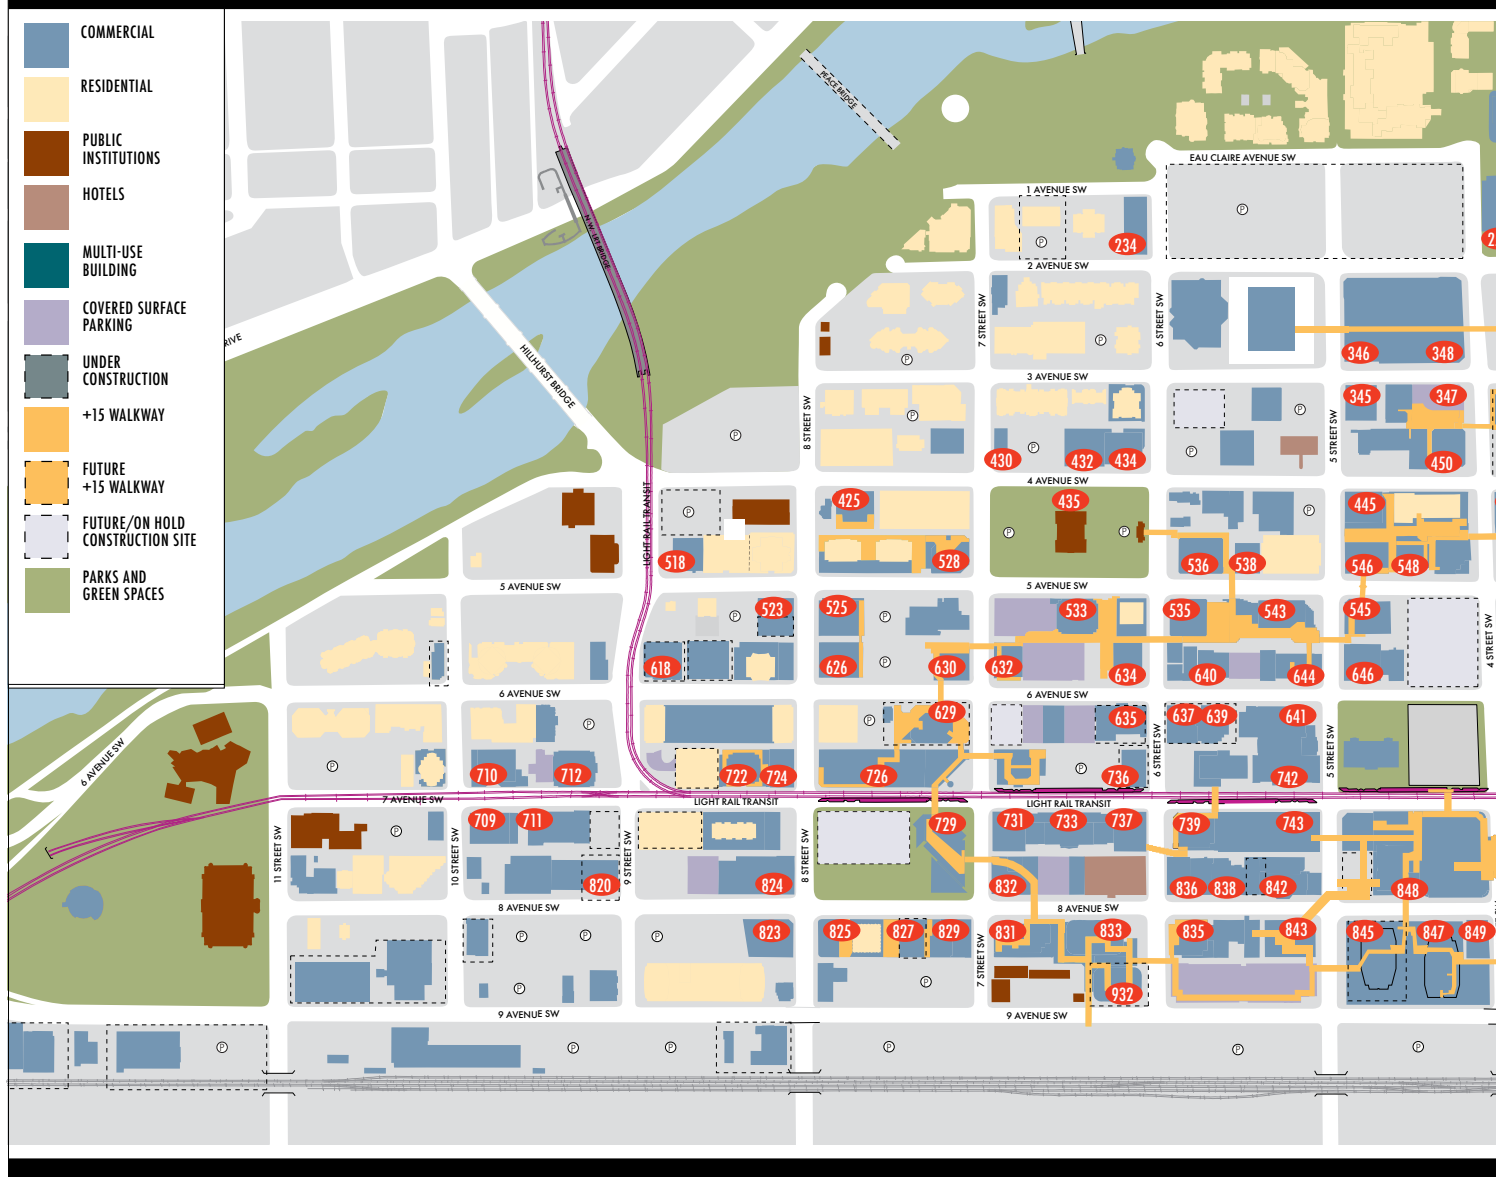 COMMERCIAL
RESIDENTIAL
PUBLIC
INSTITUTIONS
HOTELS
MULTI-USE
BUILDING
COVERED SURFACE
PARKING
UNDER
CONSTRUCTION
+15 WALKWAY
FUTURE
+15 WALKWAY
FUTURE/ON HOLD
CONSTRUCTION SITE
PARKS AND
GREEN SPACES
PEACE BRIDGE
EAU CLAIRE AVENUE SW
P
1 AVENUE SW
P
234
2 AVENUE SW
N.W. LRT BRIDGE
RIVE
HILLHURST BRIDGE
7 STREET SW
6 STREET SW
P
P
346
348
3 AVENUE SW
8 STREET SW
5 STREET SW
P
P
P
P
P
345
347
430
432
434
450
4 AVENUE SW
LIGHT RAIL TRANSIT
P
425
435
P
P
P
445
518
528
536
538
546
548
5 AVENUE SW
5 AVENUE SW
523
P
525
P
533
535
543
545
4 STREET SW
618
626
P
630
632
634
640
644
646
6 AVENUE SW
6 AVENUE SW
6 AVENUE SW
P
P
629
635
637
639
641
6 STREET SW
5 STREET SW
P
710
712
722
724
726
P
736
742
7 AVENUE SW
LIGHT RAIL TRANSIT
LIGHT RAIL TRANSIT
11 STREET SW
P
10 STREET SW
709
711
9 STREET SW
8 STREET SW
729
731
733
737
739
743
820
824
832
836
838
842
848
8 AVENUE SW
8 AVENUE SW
P
P
P
823
825
827
829
7 STREET SW
831
833
835
843
845
847
849
P
P
932
9 AVENUE SW
9 AVENUE SW
P
P
P
P
P
P